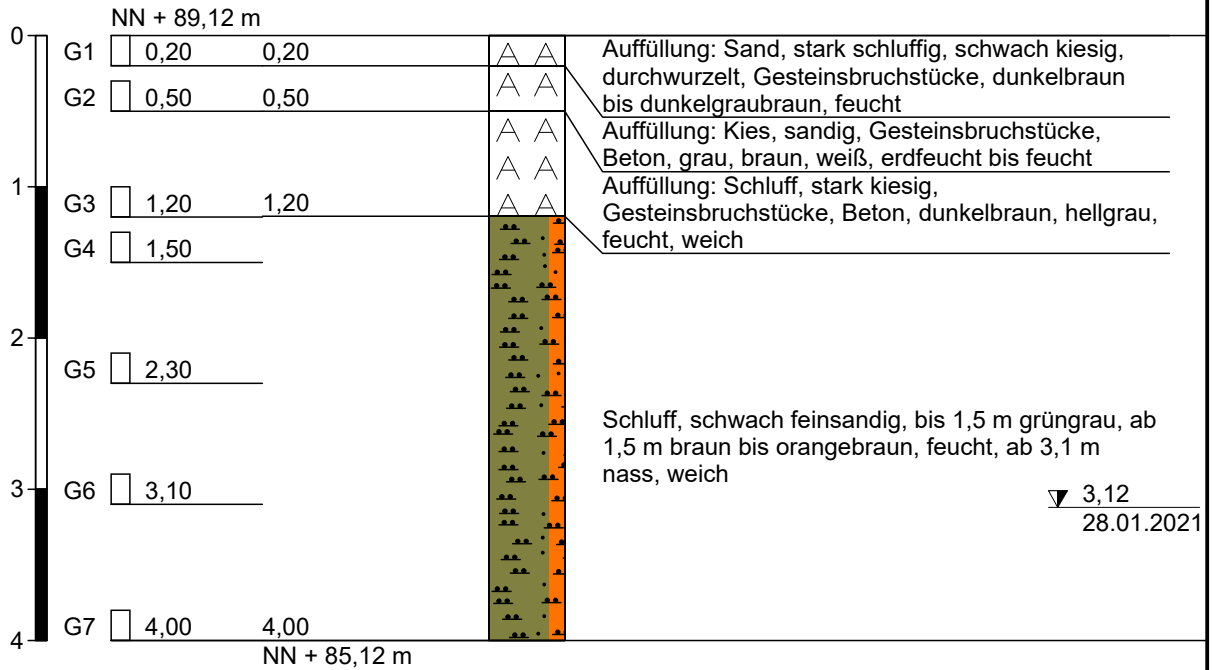 NN + 89,12 m
0
G1 0,20 0,20
Auffüllung: Sand, stark schluffig, schwach kiesig,
durchwurzelt, Gesteinsbruchstücke, dunkelbraun
bis dunkelgraubraun, feucht
G2 0,50 0,50
Auffüllung: Kies, sandig, Gesteinsbruchstücke,
Beton, grau, braun, weiß, erdfeucht bis feucht
1
G3 1,20 1,20
Auffüllung: Schluff, stark kiesig,
Gesteinsbruchstücke, Beton, dunkelbraun, hellgrau,
feucht, weich
G4 1,50
2
G5 2,30
Schluff, schwach feinsandig, bis 1,5 m grüngrau, ab
1,5 m braun bis orangebraun, feucht, ab 3,1 m
nass, weich
3
G6 3,10
3,12
28.01.2021
G7 4,00 4,00
4
NN + 85,12 m